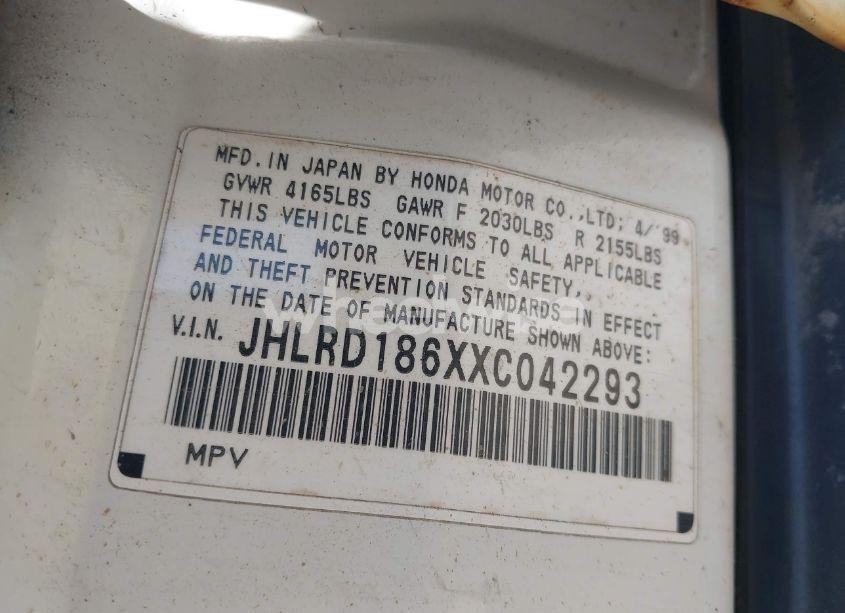 MFD. IN JAPAN BY HONDA MOTOR CO.,LTD; 4/'99
GVWR 4165LBS GAWR F 2030LBS R 2155LBS
THIS VEHICLE CONFORMS TO ALL APPLICABLE
FEDERAL MOTOR VEHICLE SAFETY,
AND THEFT PREVENTION STANDARDS IN EFFECT
ON THE DATE OF MANUFACTURE SHOWN ABOVE:
V.I.N. JHLRD186XXC042293
MPV